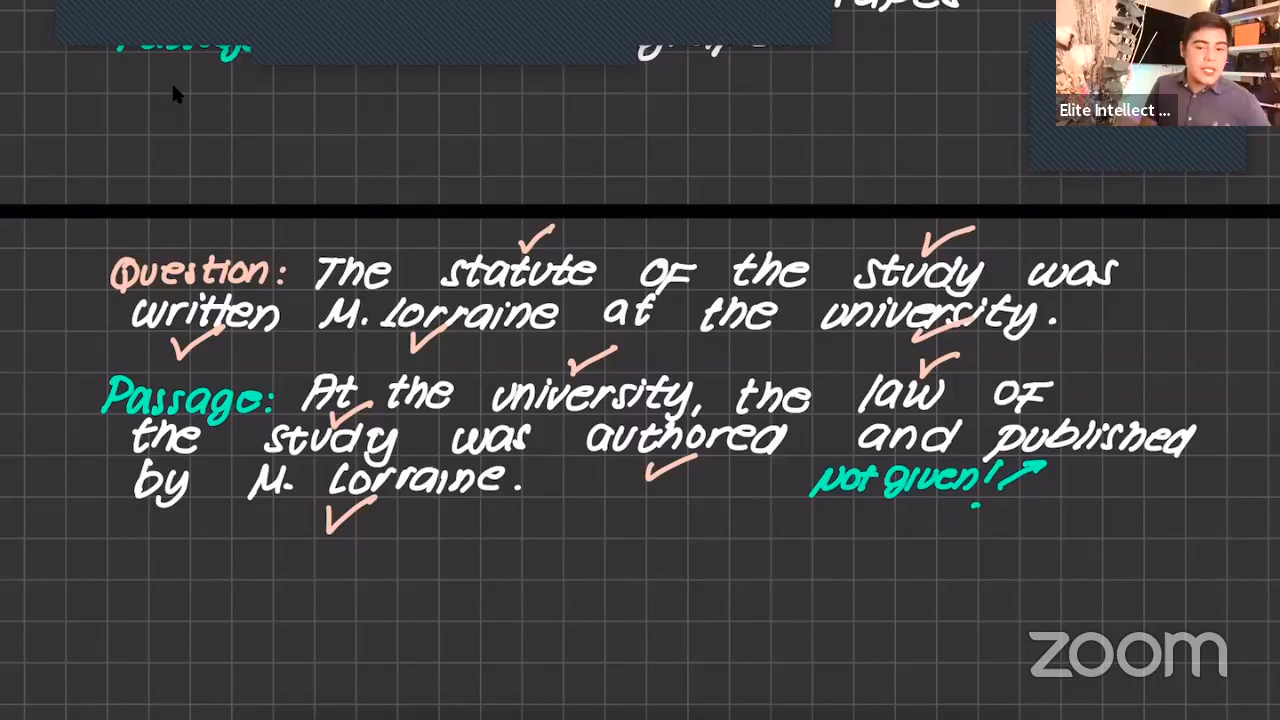 Elite Intellect ...
Question: The statute of the study was
written M. Lorraine at the university.
Passage: At the university, the law of
the study was authored and published
by M. Lorraine.
not given!
zoom